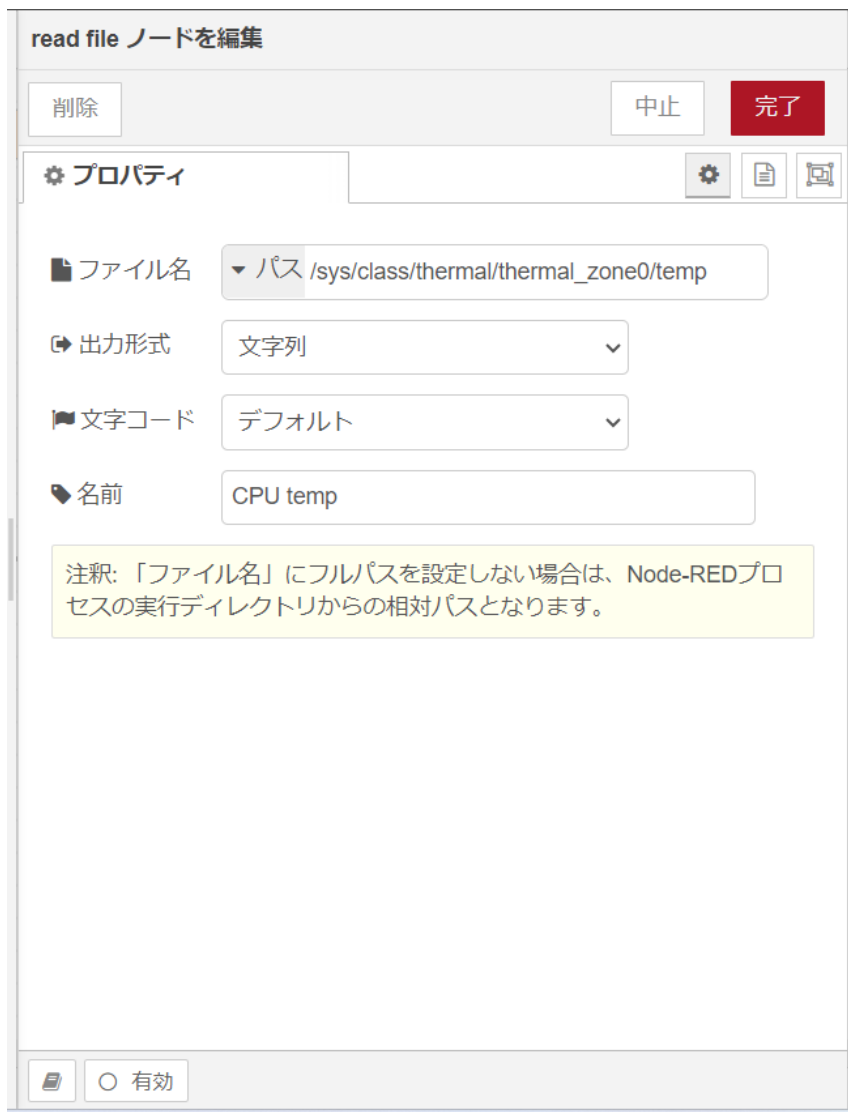 read file ノードを編集
削除 中止 完了
プロパティ
ファイル名 パス /sys/class/thermal/thermal_zone0/temp
出力形式 文字列
文字コード デフォルト
名前 CPU temp
注釈: 「ファイル名」にフルパスを設定しない場合は、Node-REDプロ
セスの実行ディレクトリからの相対パスとなります。
有効